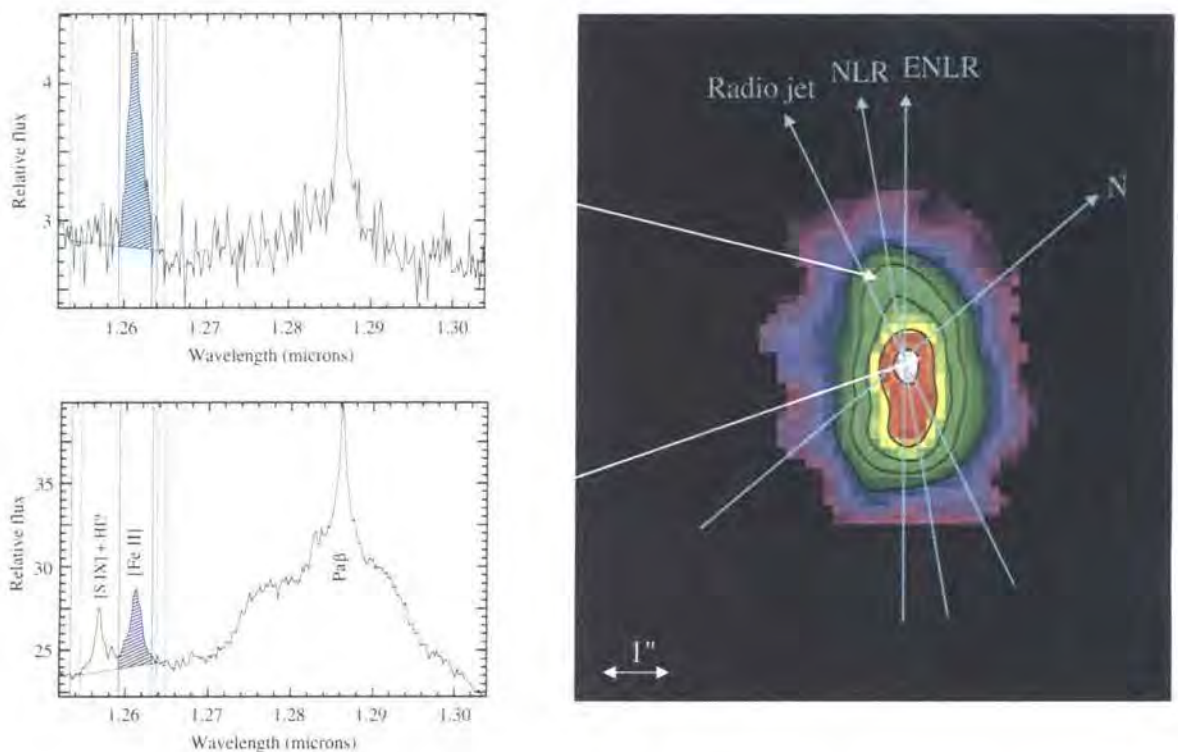 4
3
Relative flux
1.26 1.27 1.28 1.29 1.30
Wavelength (microns)
35
30
25
Relative flux
[Fe II]
Paβ
1.26 1.27 1.28 1.29 1.30
Wavelength (microns)
Radio jet
NLR
ENLR
N
1"